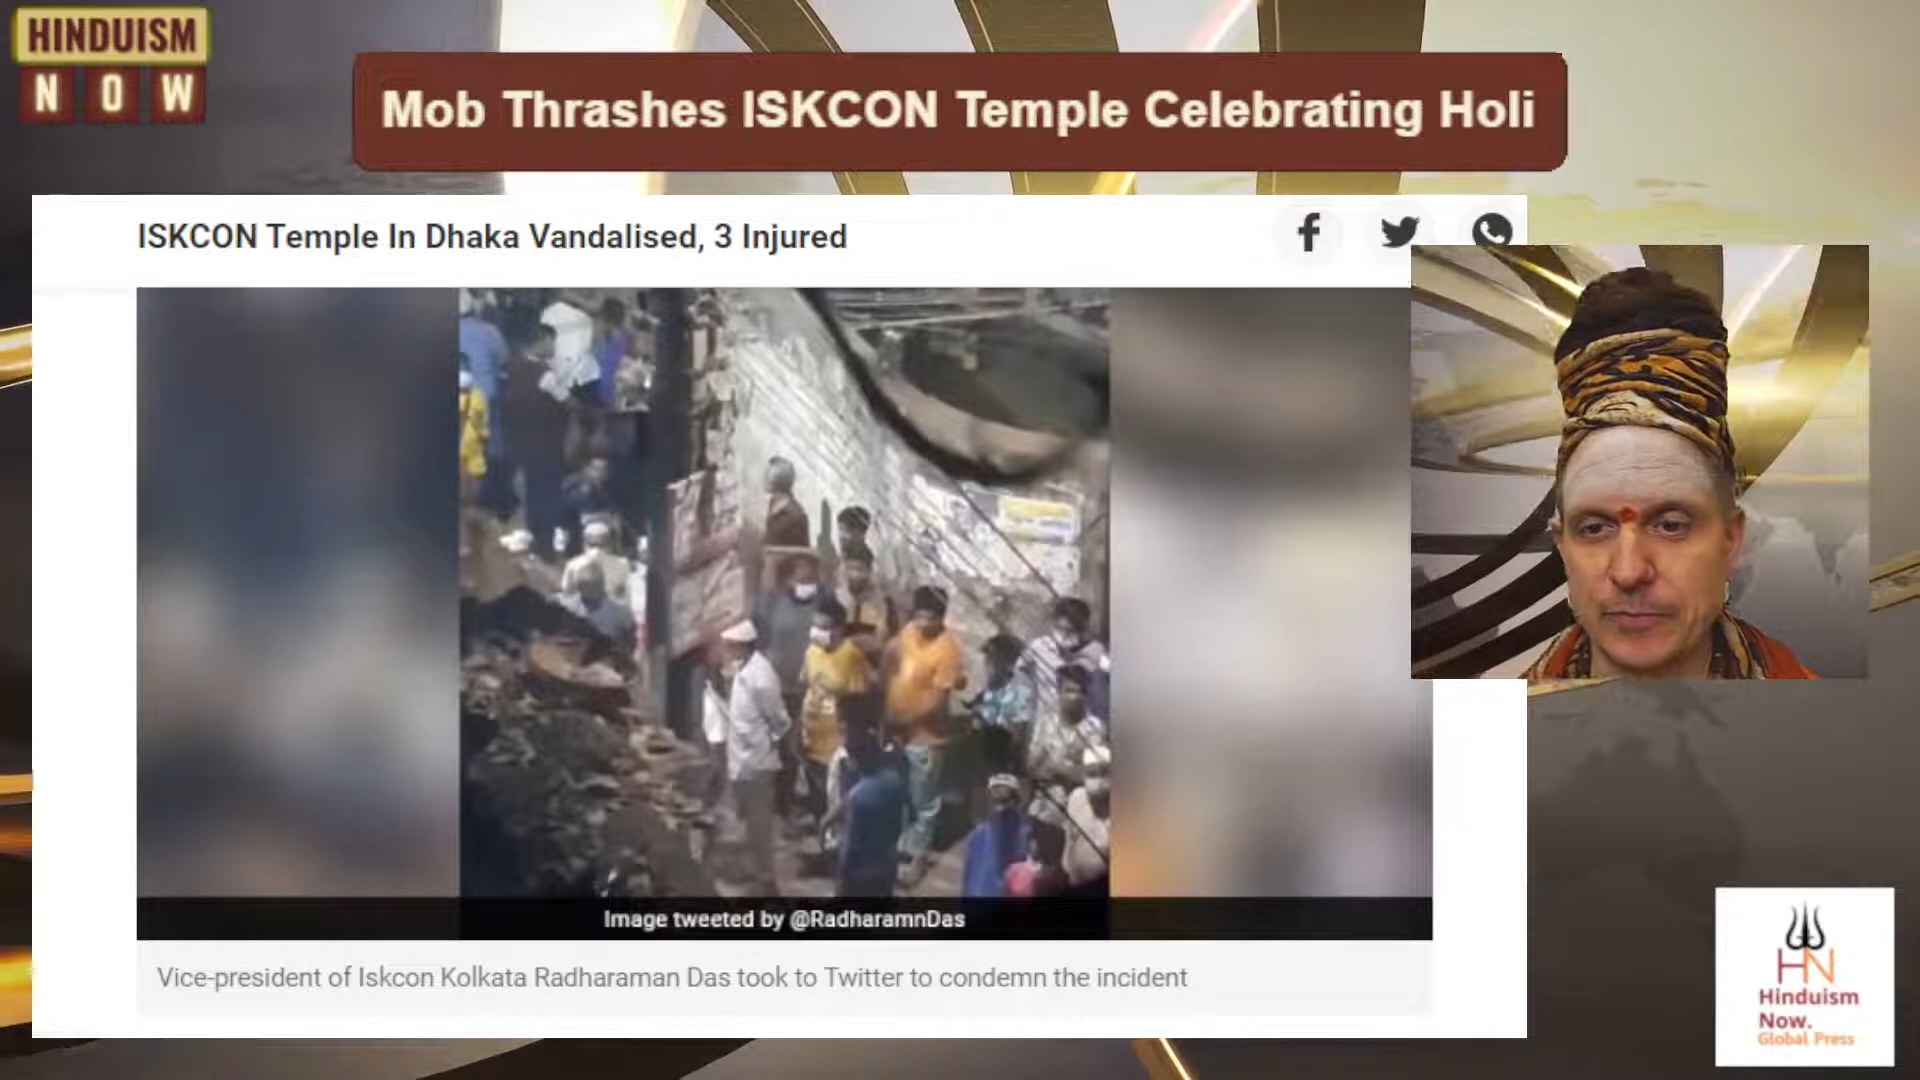 HINDUISM
NOW
Mob Thrashes ISKCON Temple Celebrating Holi
ISKCON Temple In Dhaka Vandalised, 3 Injured
Image tweeted by @RadharamnDas
Vice-president of Iskcon Kolkata Radharaman Das took to Twitter to condemn the incident
HN
Hinduism
Now.
Global Press